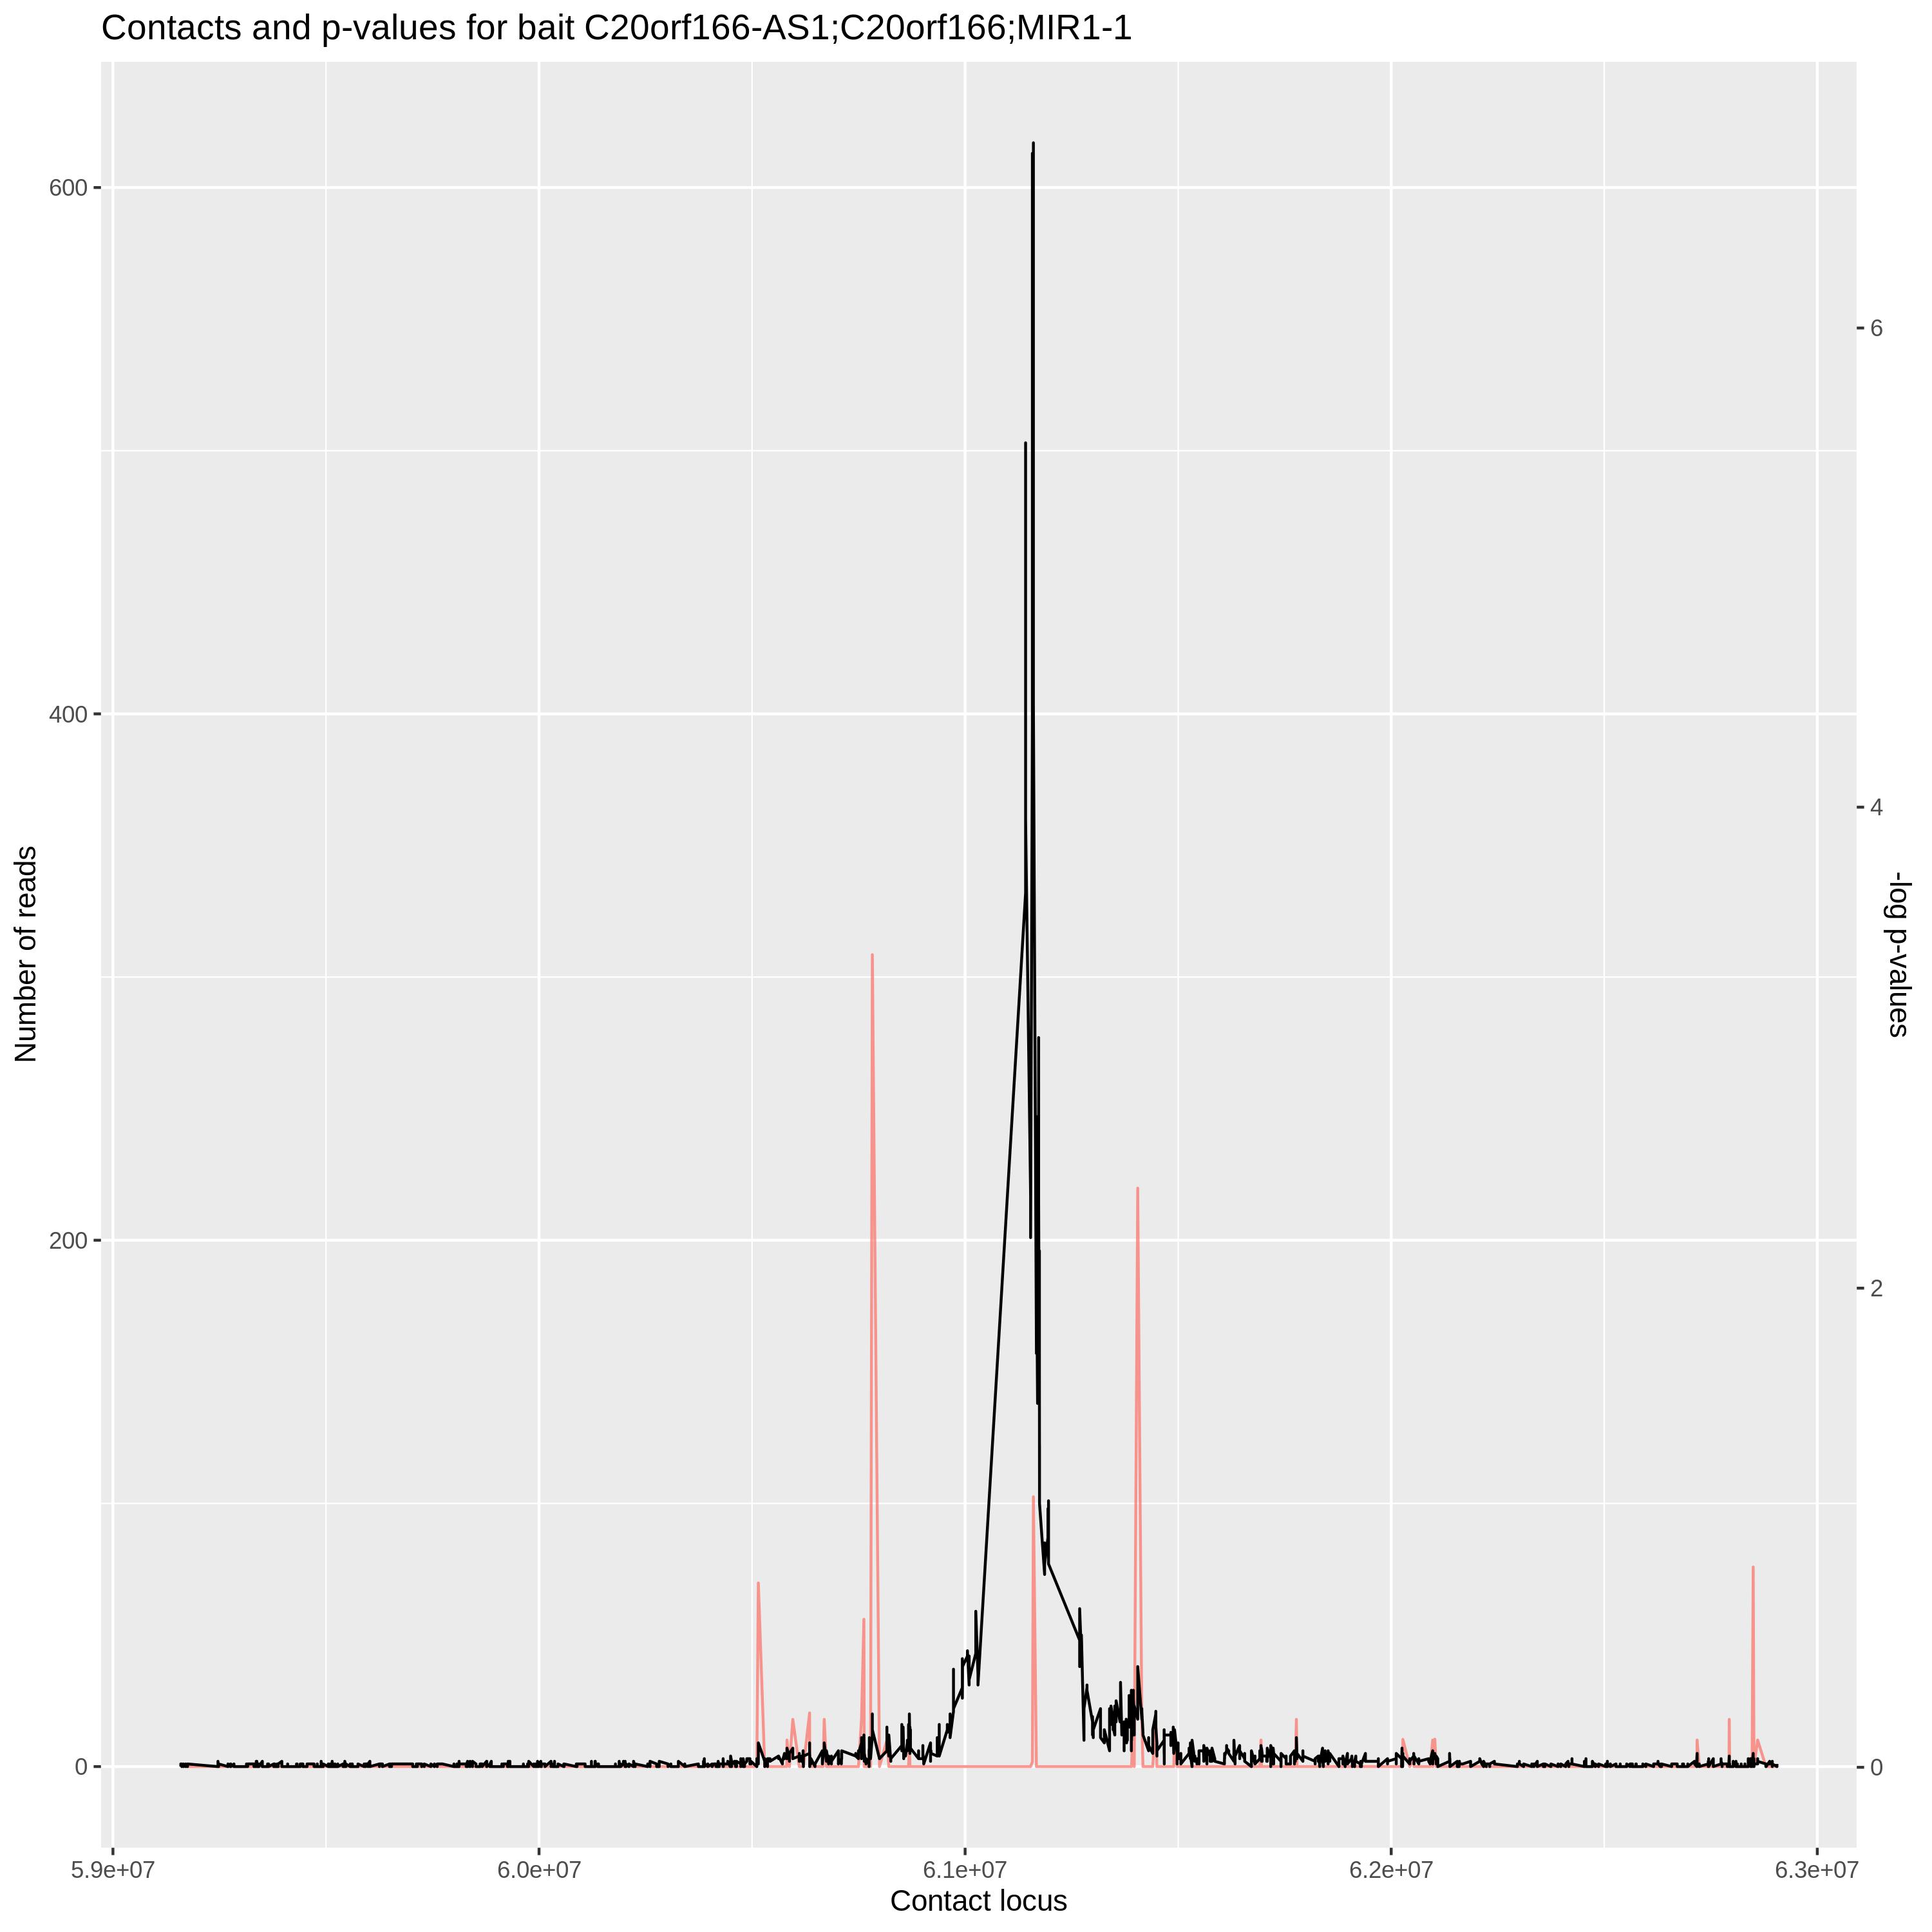 Contacts and p-values for bait C20orf166-AS1;C20orf166;MIR1-1
600
400
200
0
Number of reads
6
4
2
0
-log p-values
5.9e+07
6.0e+07
6.1e+07
6.2e+07
6.3e+07
Contact locus